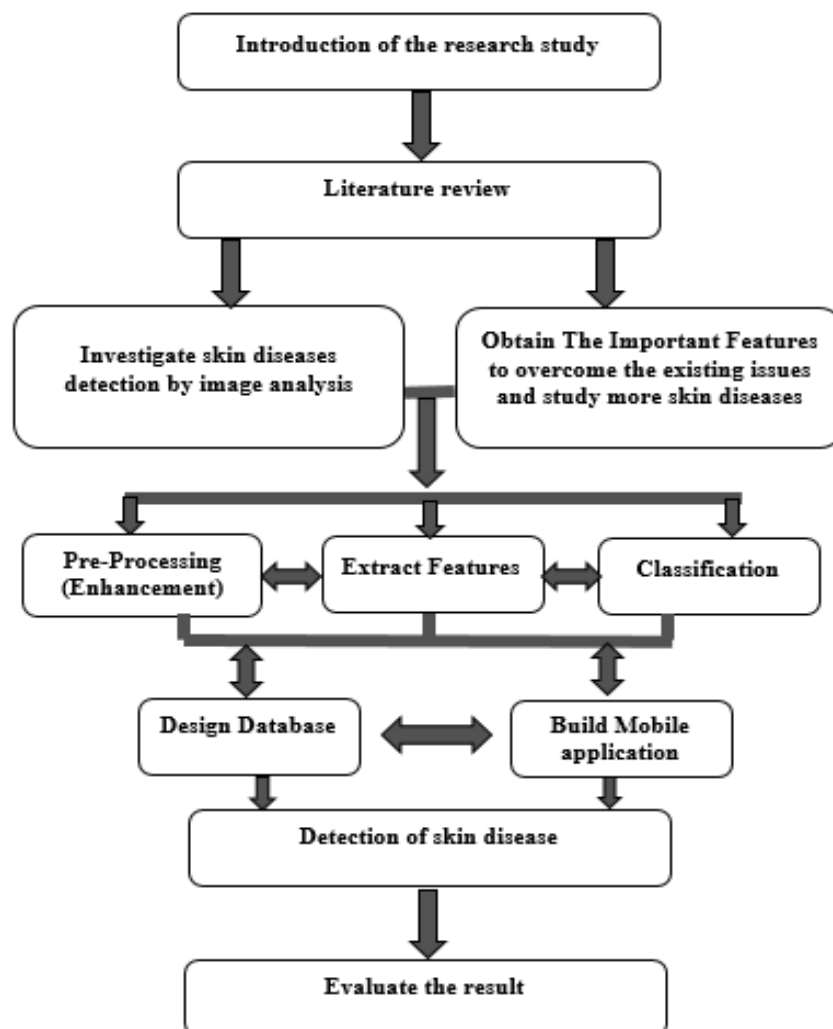 Introduction of the research study
Literature review
Investigate skin diseases
detection by image analysis
Obtain The Important Features
to overcome the existing issues
and study more skin diseases
Pre-Processing
(Enhancement)
Extract Features
Classification
Design Database
Build Mobile
application
Detection of skin disease
Evaluate the result